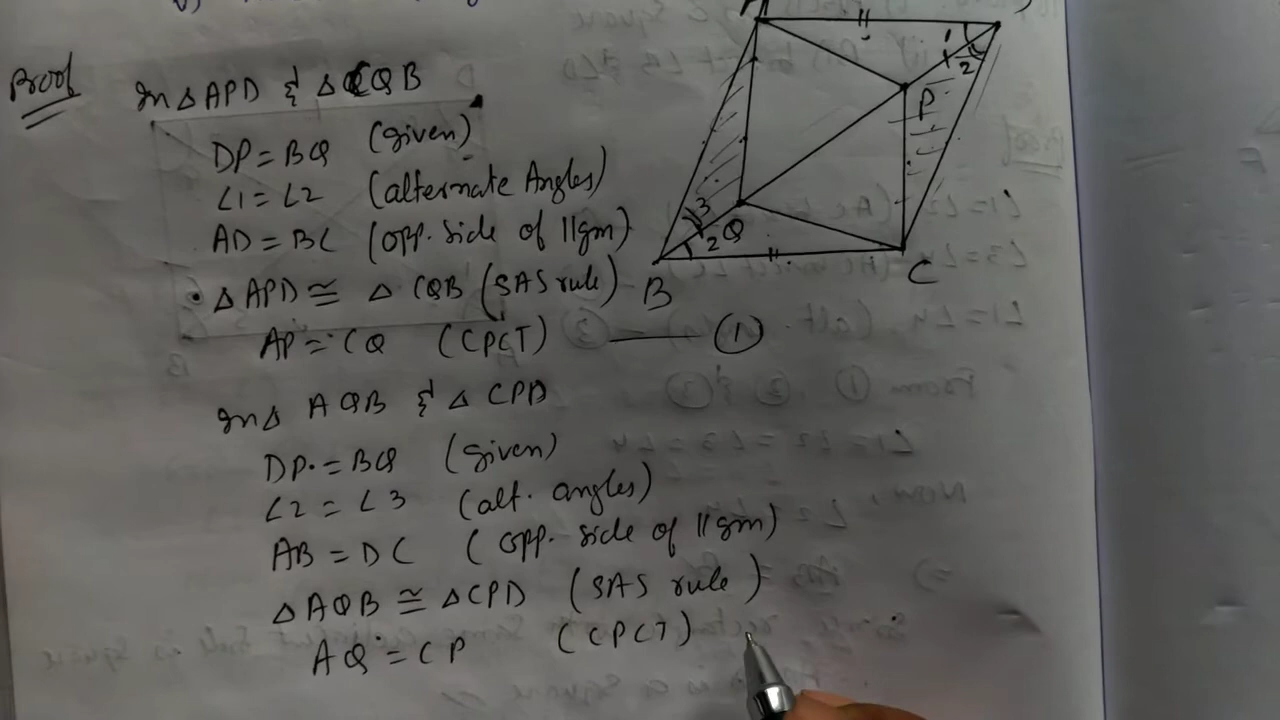 Proof
In △ APD & △ CQB
DP = BQ (given)
∠1 = ∠2 (alternate Angles)
AD = BC (opp. side of ||gm)
△ APD ≅ △ CQB (SAS rule)
AP = CQ (CPCT) —— ①
In △ AQB & △ CPD
DP = BQ (given)
∠2 = ∠3 (alt. angles)
AB = DC (opp. side of ||gm)
△AQB ≅ △CPD (SAS rule)
AQ = CP (CPCT)
1
2
P
3
2
Q
B
C